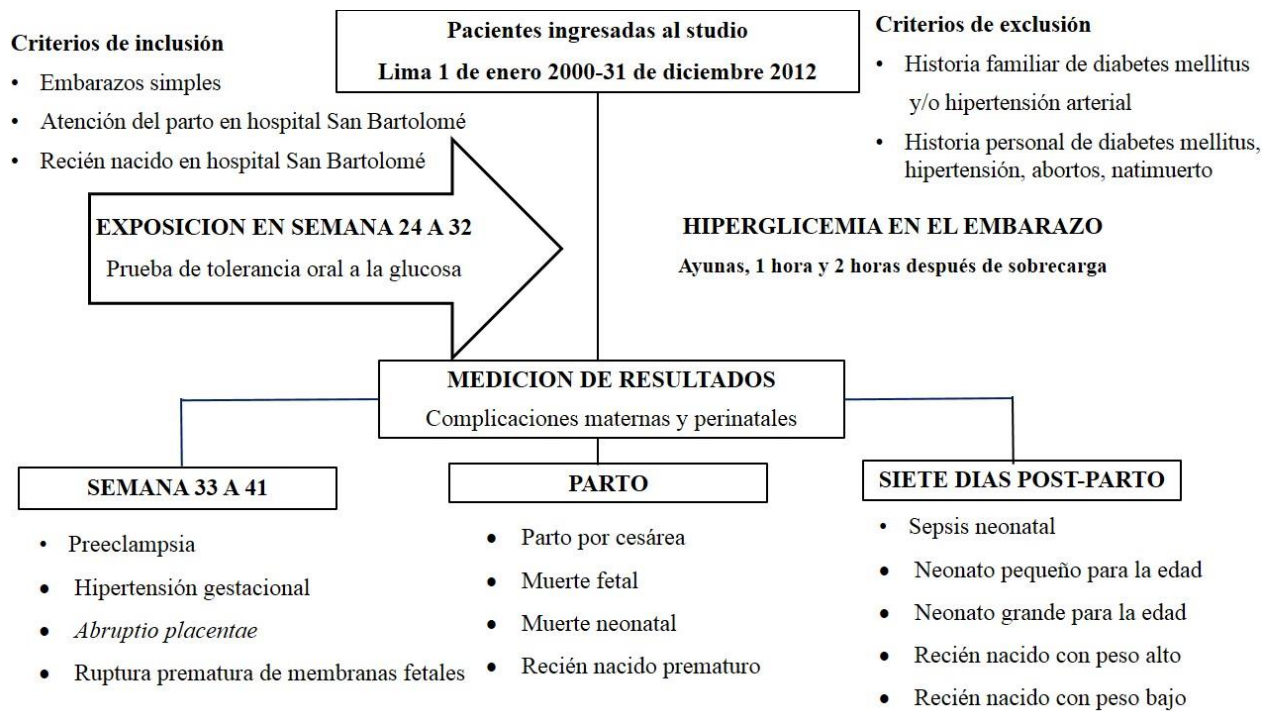 Pacientes ingresadas al studio
Lima 1 de enero 2000-31 de diciembre 2012
Criterios de inclusión
• Embarazos simples
• Atención del parto en hospital San Bartolomé
• Recién nacido en hospital San Bartolomé
Criterios de exclusión
• Historia familiar de diabetes mellitus
y/o hipertensión arterial
• Historia personal de diabetes mellitus,
hipertensión, abortos, natimuerto
EXPOSICION EN SEMANA 24 A 32
Prueba de tolerancia oral a la glucosa
HIPERGLICEMIA EN EL EMBARAZO
Ayunas, 1 hora y 2 horas después de sobrecarga
MEDICION DE RESULTADOS
Complicaciones maternas y perinatales
SEMANA 33 A 41
• Preeclampsia
• Hipertensión gestacional
• Abruptio placentae
• Ruptura prematura de membranas fetales
PARTO
• Parto por cesárea
• Muerte fetal
• Muerte neonatal
• Recién nacido prematuro
SIETE DIAS POST-PARTO
• Sepsis neonatal
• Neonato pequeño para la edad
• Neonato grande para la edad
• Recién nacido con peso alto
• Recién nacido con peso bajo